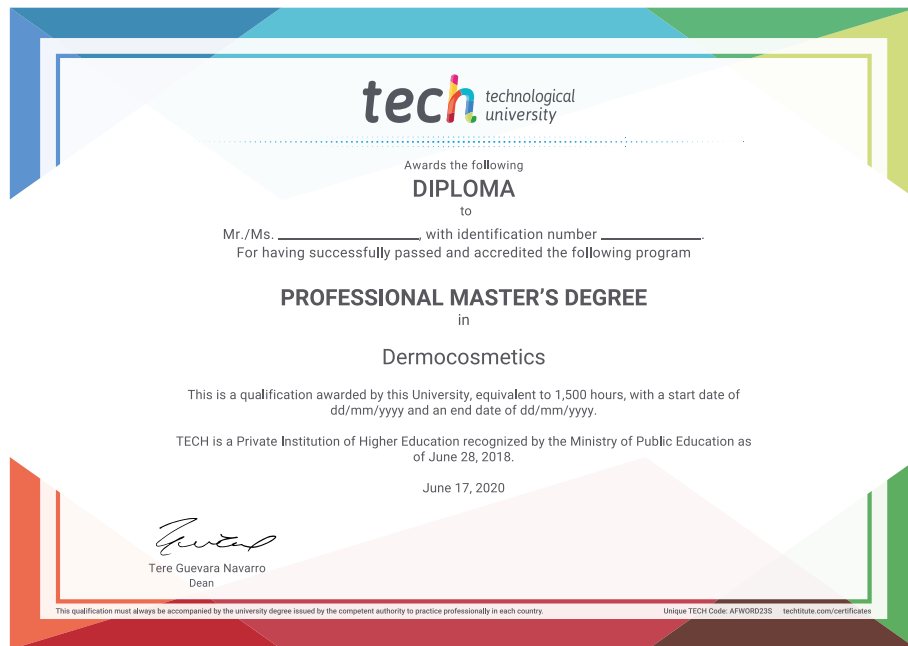 tech technological
university
Awards the following
DIPLOMA
to
Mr./Ms. ____________________, with identification number ______________.
For having successfully passed and accredited the following program
PROFESSIONAL MASTER'S DEGREE
in
Dermocosmetics
This is a qualification awarded by this University, equivalent to 1,500 hours, with a start date of
dd/mm/yyyy and an end date of dd/mm/yyyy.
TECH is a Private Institution of Higher Education recognized by the Ministry of Public Education as
of June 28, 2018.
June 17, 2020
Tere Guevara Navarro
Dean
This qualification must always be accompanied by the university degree issued by the competent authority to practice professionally in each country. Unique TECH Code: AFWORD23S techtitute.com/certificates